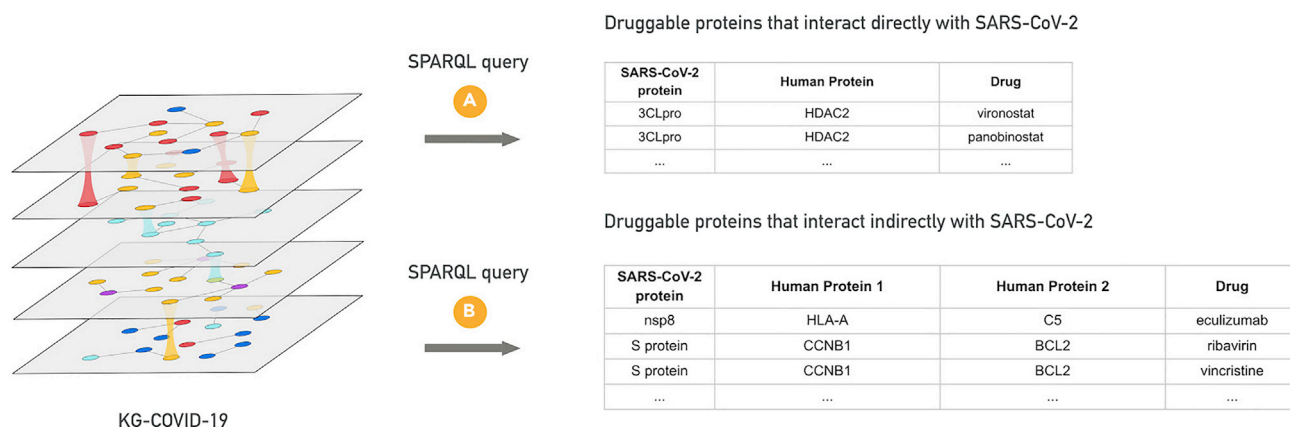 Druggable proteins that interact directly with SARS-CoV-2
SPARQL query
A
SARS-CoV-2 protein Human Protein Drug
3CLpro HDAC2 vironostat
3CLpro HDAC2 panobinostat
... ... ...
Druggable proteins that interact indirectly with SARS-CoV-2
SPARQL query
B
SARS-CoV-2 protein Human Protein 1 Human Protein 2 Drug
nsp8 HLA-A C5 eculizumab
S protein CCNB1 BCL2 ribavirin
S protein CCNB1 BCL2 vincristine
... ... ... ...
KG-COVID-19